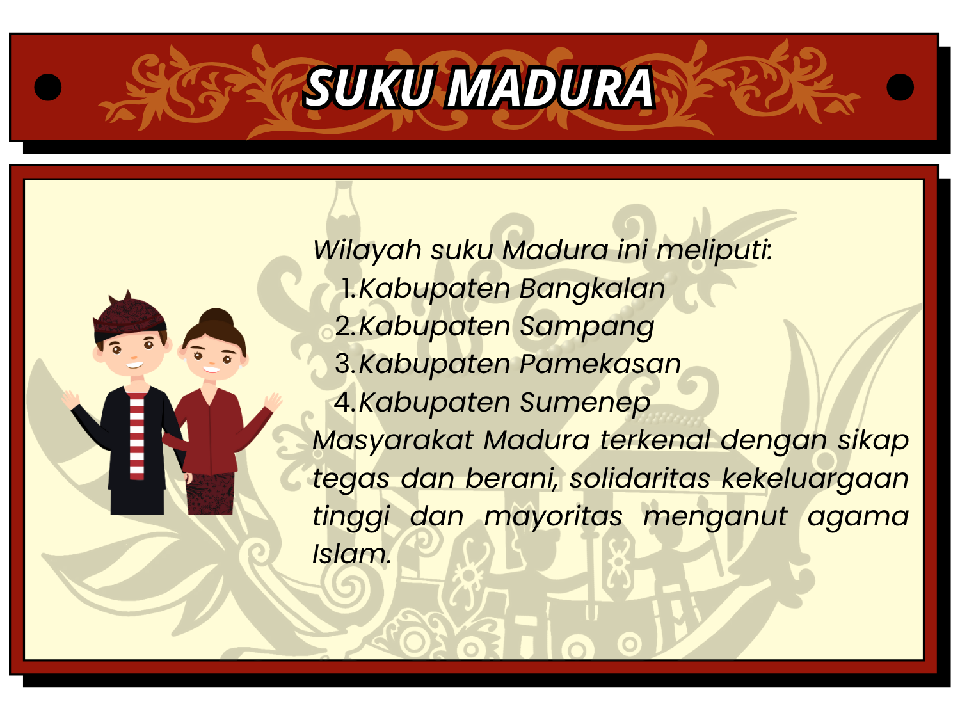 SUKU MADURA
Wilayah suku Madura ini meliputi:
1.Kabupaten Bangkalan
2.Kabupaten Sampang
3.Kabupaten Pamekasan
4.Kabupaten Sumenep
Masyarakat Madura terkenal dengan sikap
tegas dan berani, solidaritas kekeluargaan
tinggi dan mayoritas menganut agama
Islam.